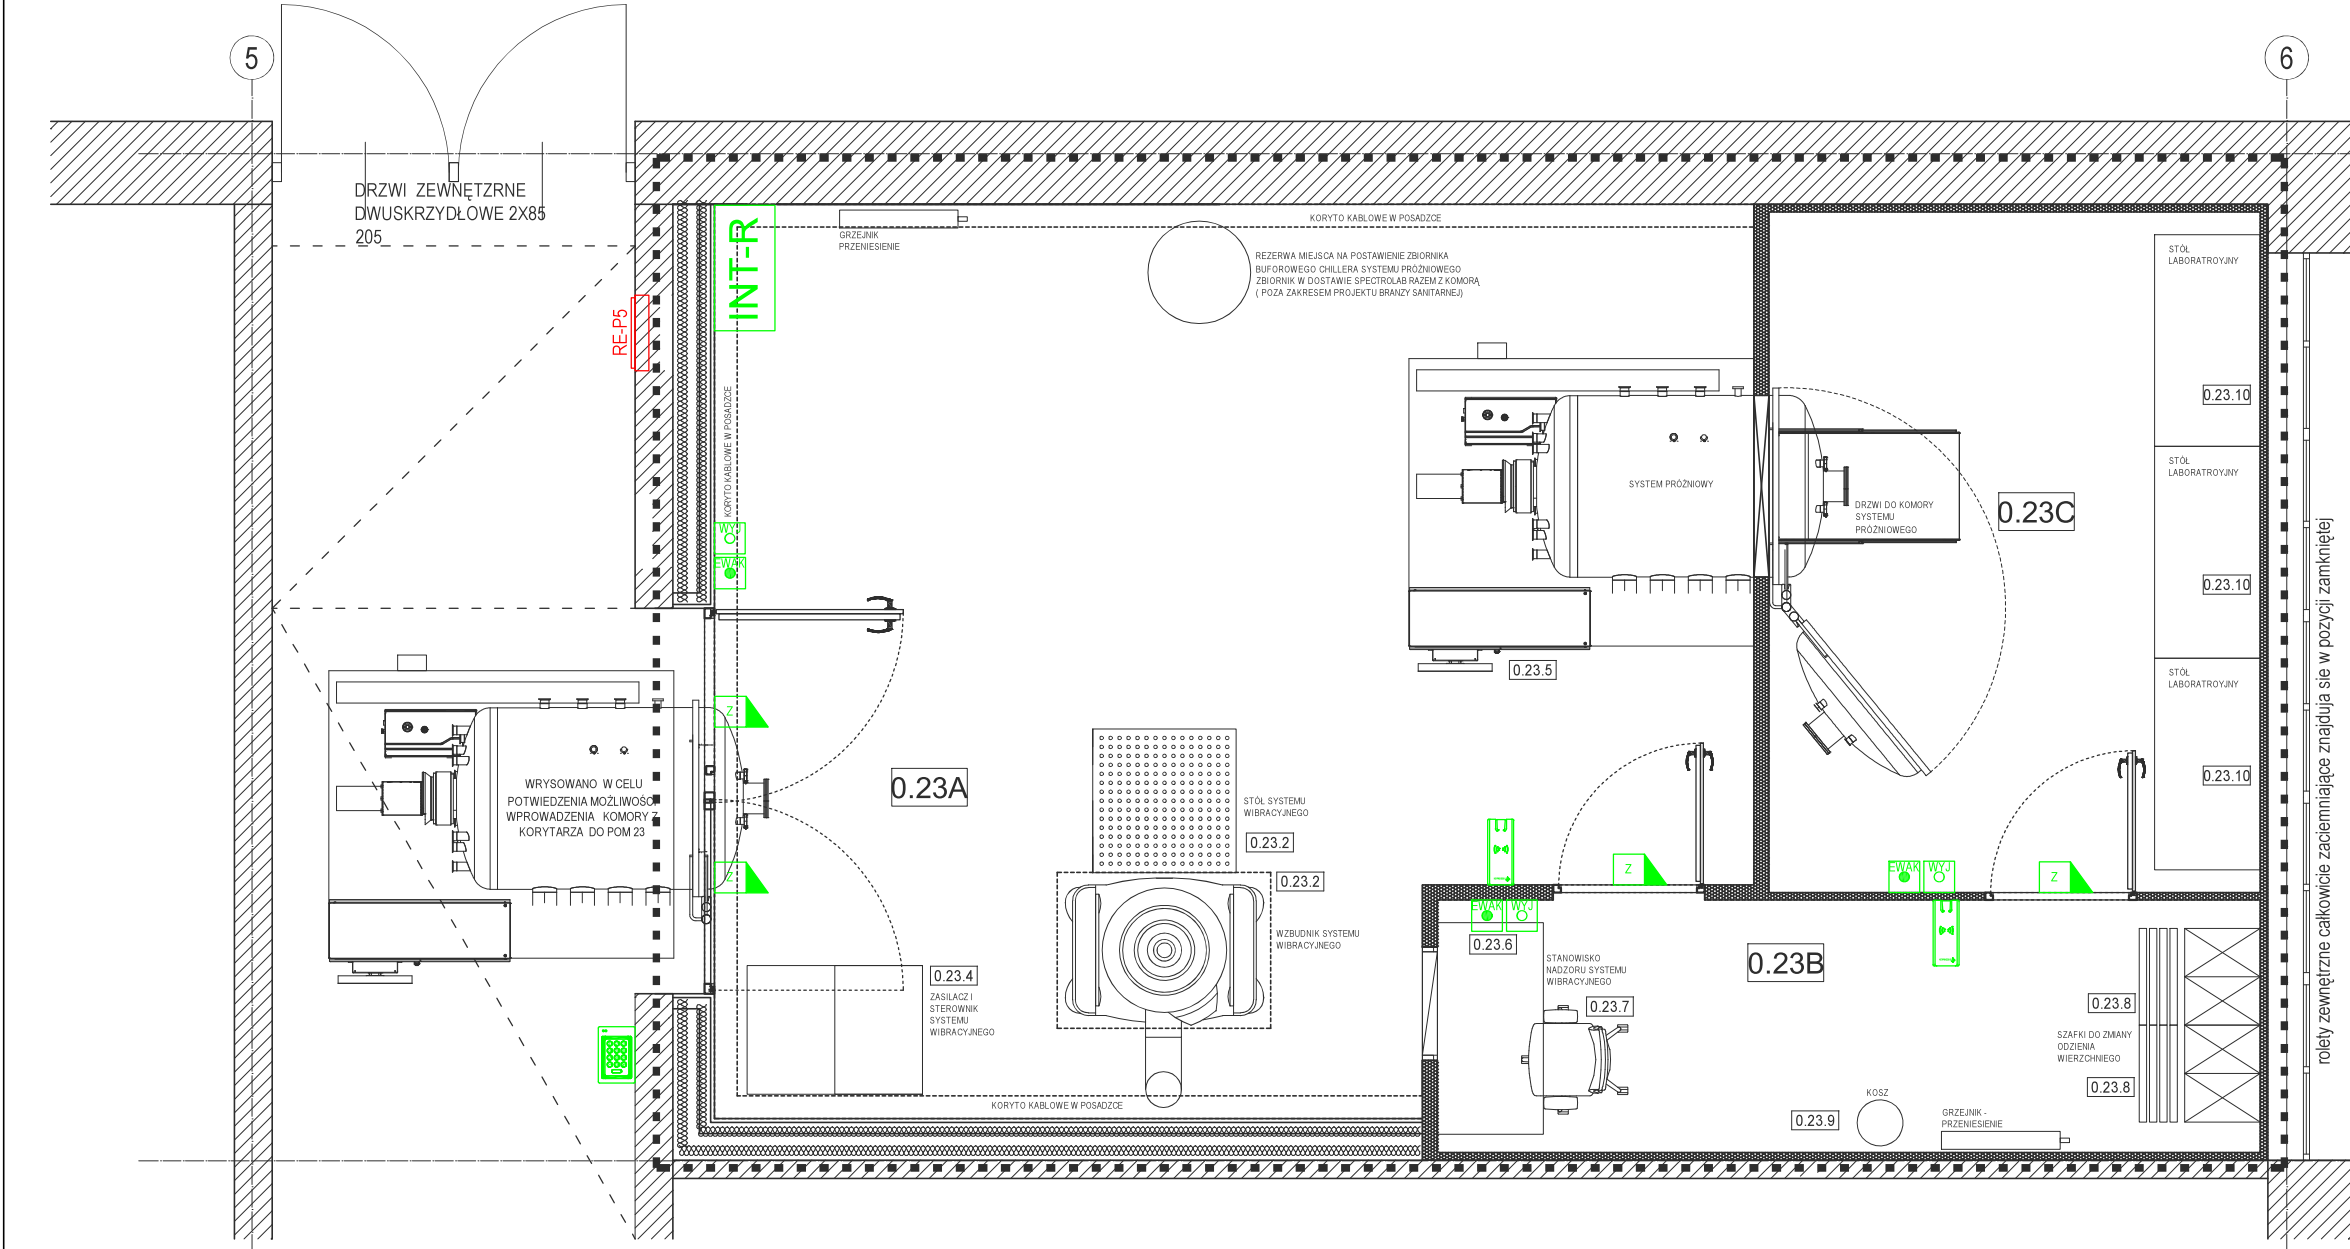 5
6
DRZWI ZEWNĘTZRNE
DWUSKRZYDŁOWE 2X85
205
RE-P5
INT-R
GRZEJNIK
PRZENIESIENIE
KORYTO KABLOWE W POSADZCE
REZERWA MIEJSCA NA POSTAWIENIE ZBIORNIKA
BUFOROWEGO CHILLERA SYSTEMU PRÓŻNIOWEGO
ZBIORNIK W DOSTAWIE SPECTROLAB RAZEM Z KOMORĄ
( POZA ZAKRESEM PROJEKTU BRANZY SANITARNEJ)
KORYTO KABLOWE W POSADZCE
WYJ
EWAK
STÓŁ
LABORATROYJNY
0.23.10
STÓŁ
LABORATROYJNY
0.23.10
STÓŁ
LABORATROYJNY
0.23.10
SYSTEM PRÓŻNIOWY
DRZWI DO KOMORY
SYSTEMU
PRÓŻNIOWEGO
0.23C
0.23.5
rolety zewnętrzne całkowicie zaciemniające znajduja sie w pozycji zamkniętej
WRYSOWANO W CELU
POTWIEDZENIA MOŻLIWOŚCI
WPROWADZENIA KOMORY Z
KORYTARZA DO POM 23
Z
Z
0.23A
STÓŁ SYSTEMU
WIBRACYJNEGO
0.23.2
0.23.2
WZBUDNIK SYSTEMU
WIBRACYJNEGO
0.23.4
ZASILACZ I
STEROWNIK
SYSTEMU
WIBRACYJNEGO
KORYTO KABLOWE W POSADZCE
Z
EWAK
WYJ
Z
EWAK
WYJ
0.23.6
STANOWISKO
NADZORU SYSTEMU
WIBRACYJNEGO
0.23.7
0.23B
0.23.8
SZAFKI DO ZMIANY
ODZIENIA
WIERZCHNIEGO
0.23.8
KOSZ
0.23.9
GRZEJNIK -
PRZENIESIENIE